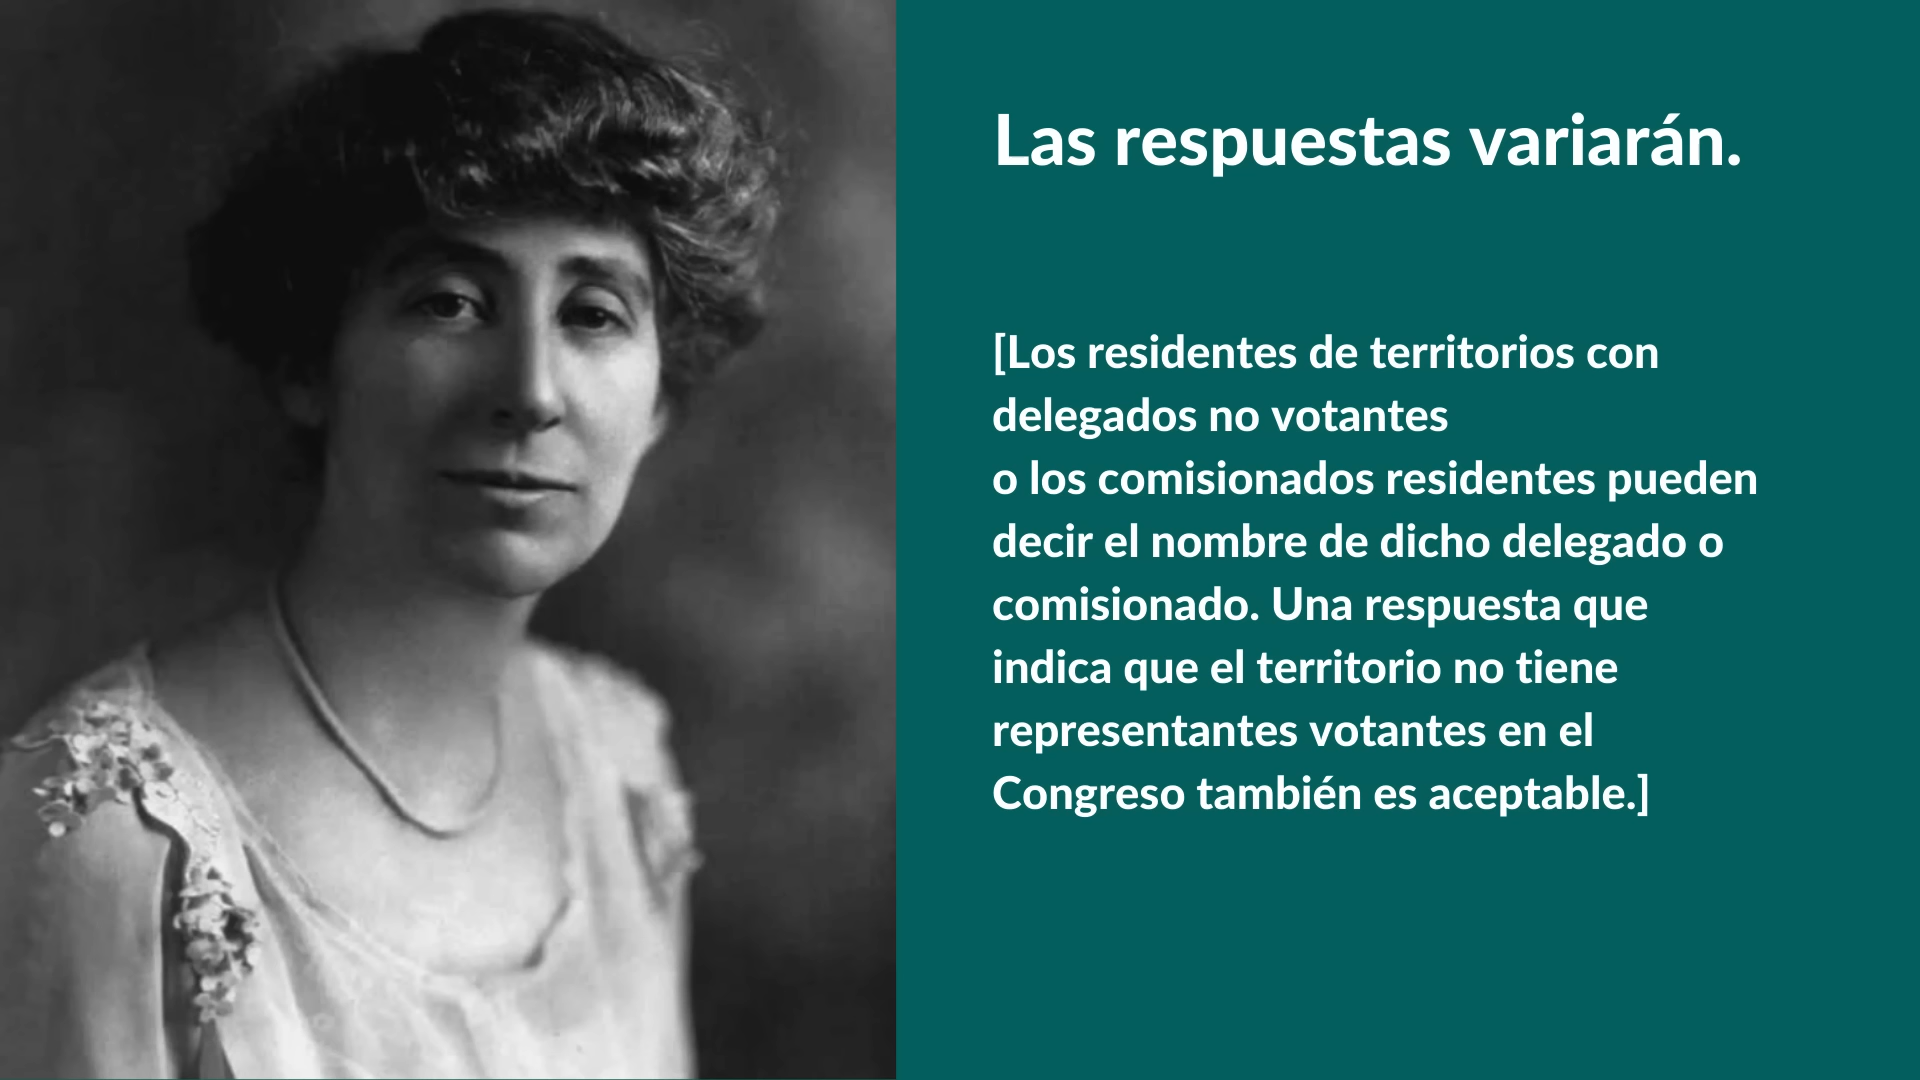 Las respuestas variarán.
[Los residentes de territorios con
delegados no votantes
o los comisionados residentes pueden
decir el nombre de dicho delegado o
comisionado. Una respuesta que
indica que el territorio no tiene
representantes votantes en el
Congreso también es aceptable.]